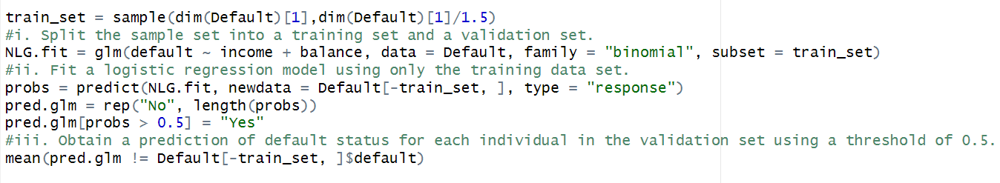 train_set = sample(dim(Default)[1],dim(Default)[1]/1.5)
#i. Split the sample set into a training set and a validation set.
NLG.fit = glm(default ~ income + balance, data = Default, family = "binomial", subset = train_set)
#ii. Fit a logistic regression model using only the training data set.
probs = predict(NLG.fit, newdata = Default[-train_set, ], type = "response")
pred.glm = rep("No", length(probs))
pred.glm[probs > 0.5] = "Yes"
#iii. Obtain a prediction of default status for each individual in the validation set using a threshold of 0.5.
mean(pred.glm != Default[-train_set, ]$default)